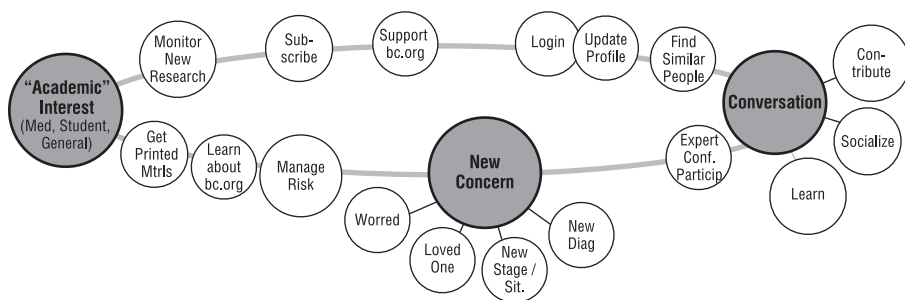 “Academic”
Interest
(Med, Student,
General)
Monitor
New
Research
Sub-
scribe
Support
bc.org
Login
Update
Profile
Find
Similar
People
Conversation
Con-
tribute
Socialize
Learn
Get
Printed
Mtrls
Learn
about
bc.org
Manage
Risk
New
Concern
Expert
Conf.
Particip
Worred
Loved
One
New
Stage /
Sit.
New
Diag